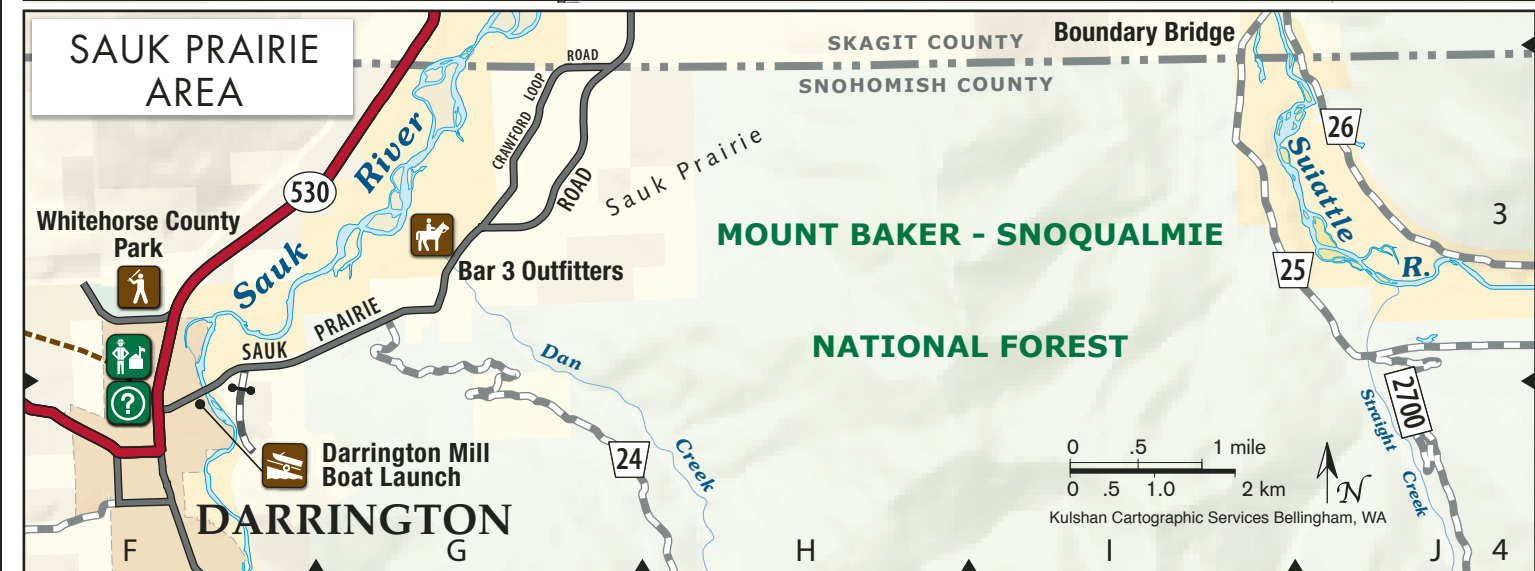 SAUK PRAIRIE
AREA
SKAGIT COUNTY
SNOHOMISH COUNTY
Boundary Bridge
ROAD
CRAWFORD LOOP
ROAD
Sauk Prairie
Sauk River
530
26
Suiattle
R.
3
Whitehorse County
Park
MOUNT BAKER - SNOQUALMIE
NATIONAL FOREST
25
Bar 3 Outfitters
SAUK PRAIRIE
Dan
Creek
?
2700
Straight
Creek
24
Darrington Mill
Boat Launch
DARRINGTON
0 .5 1 mile
0 .5 1.0 2 km
N
Kulshan Cartographic Services Bellingham, WA
F G H I J 4